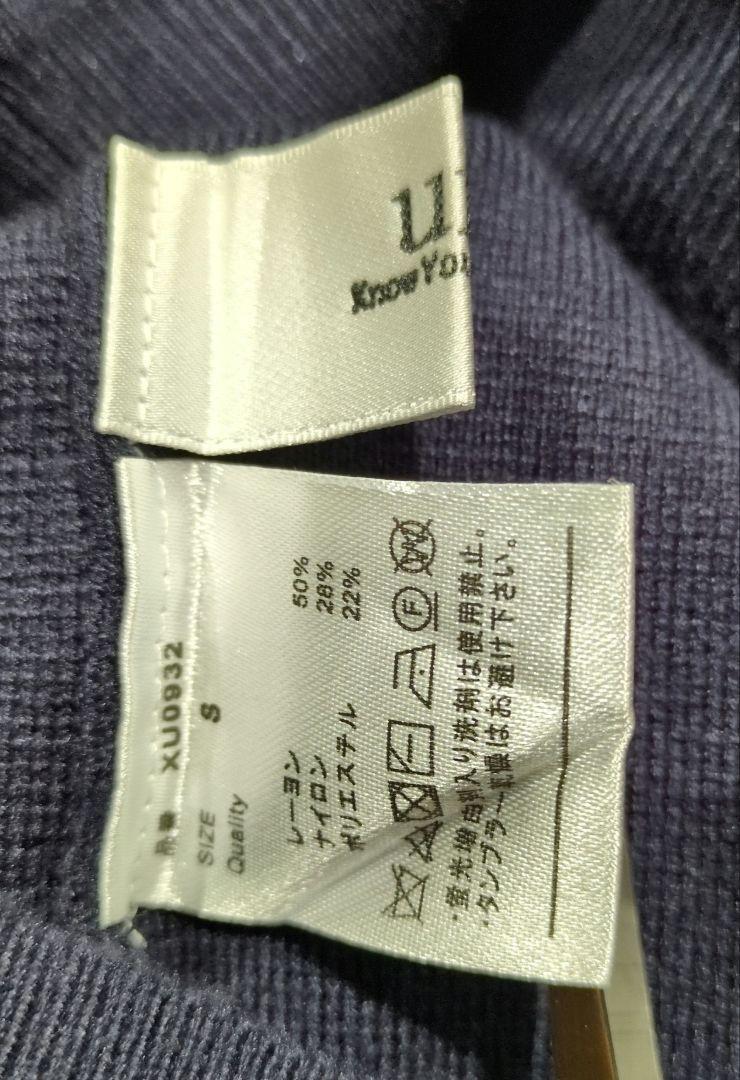 KnowYou
品番 XU0932
SIZE S
Quality
レーヨン 50%
ナイロン 28%
ポリエステル 22%
F W
・蛍光増白剤入り洗剤は使用禁止。
・タンブラー乾燥はお避け下さい。